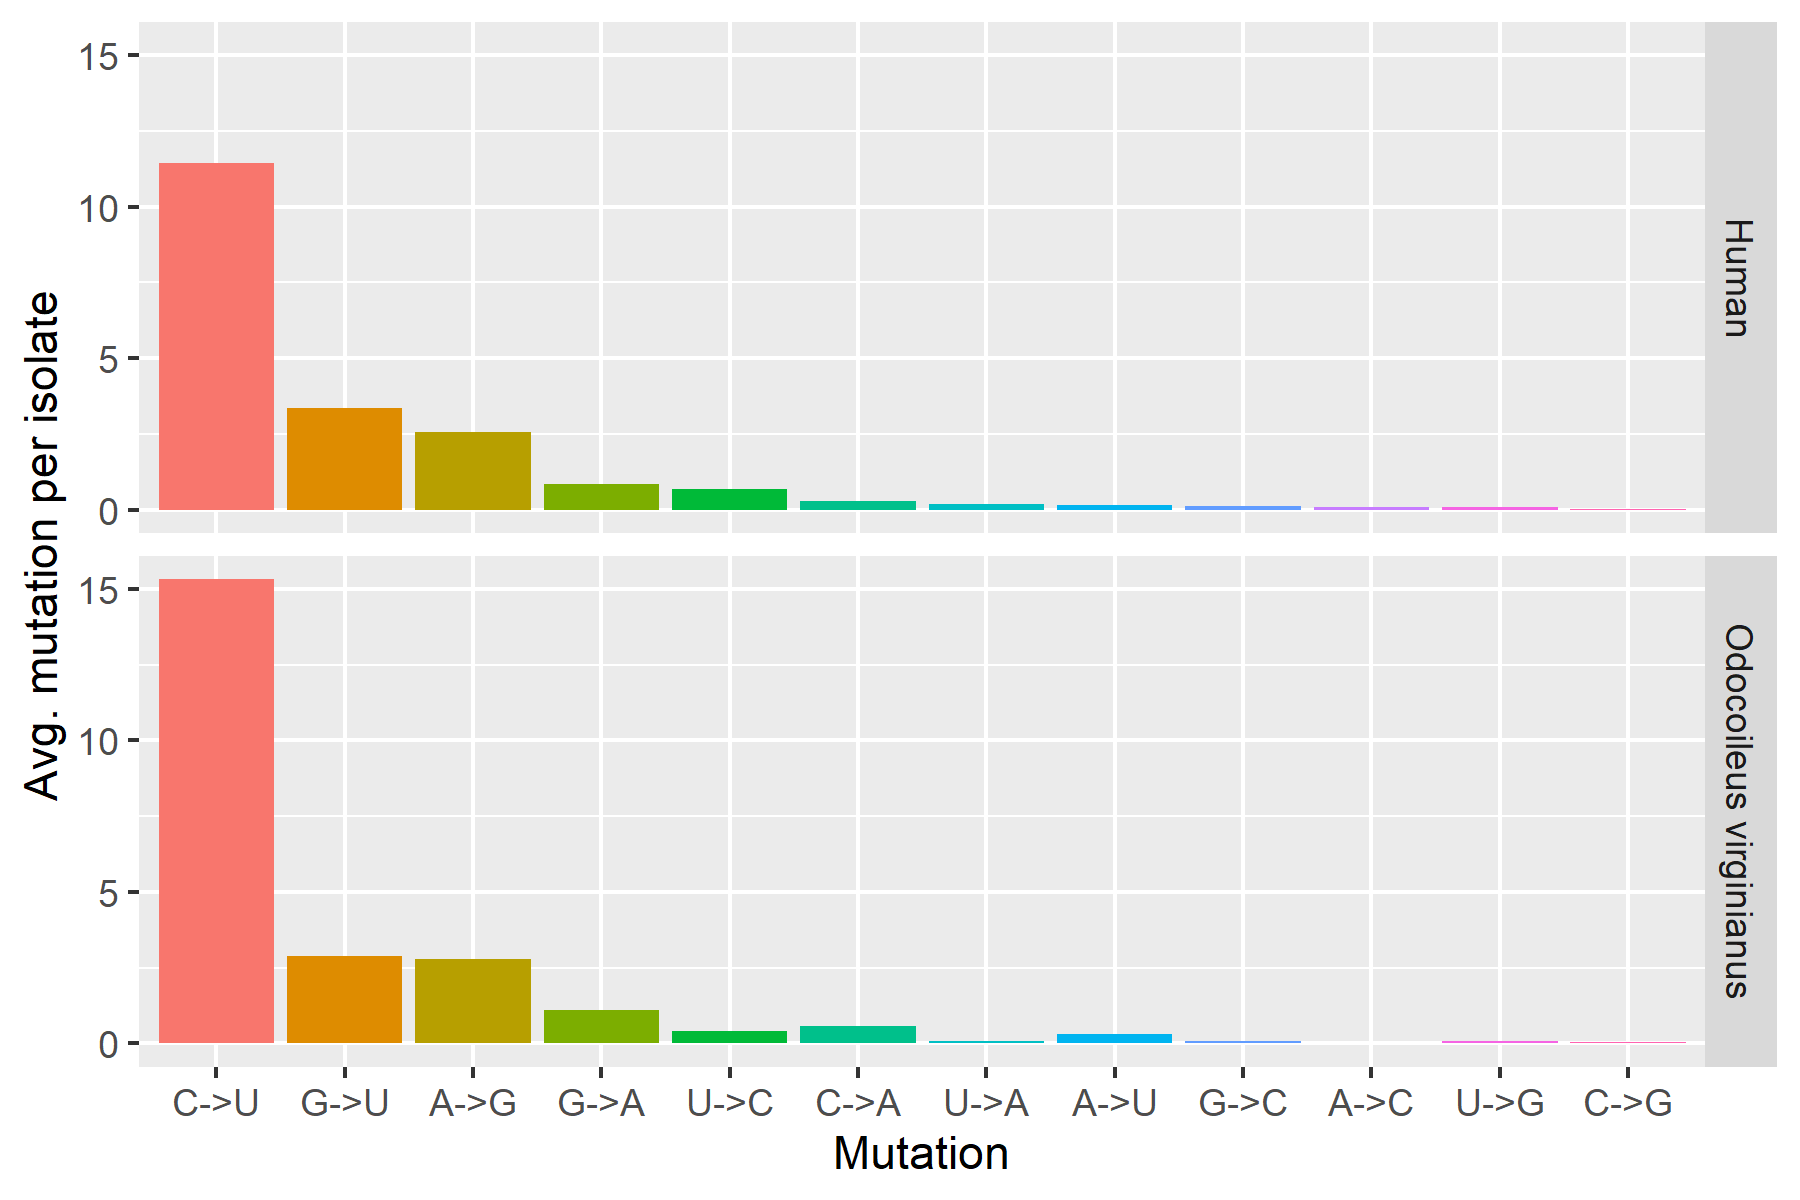 Avg. mutation per isolate
15
10
5
0
Human
15
10
5
0
Odocoileus virginianus
C->U G->U A->G G->A U->C C->A U->A A->U G->C A->C U->G C->G
Mutation